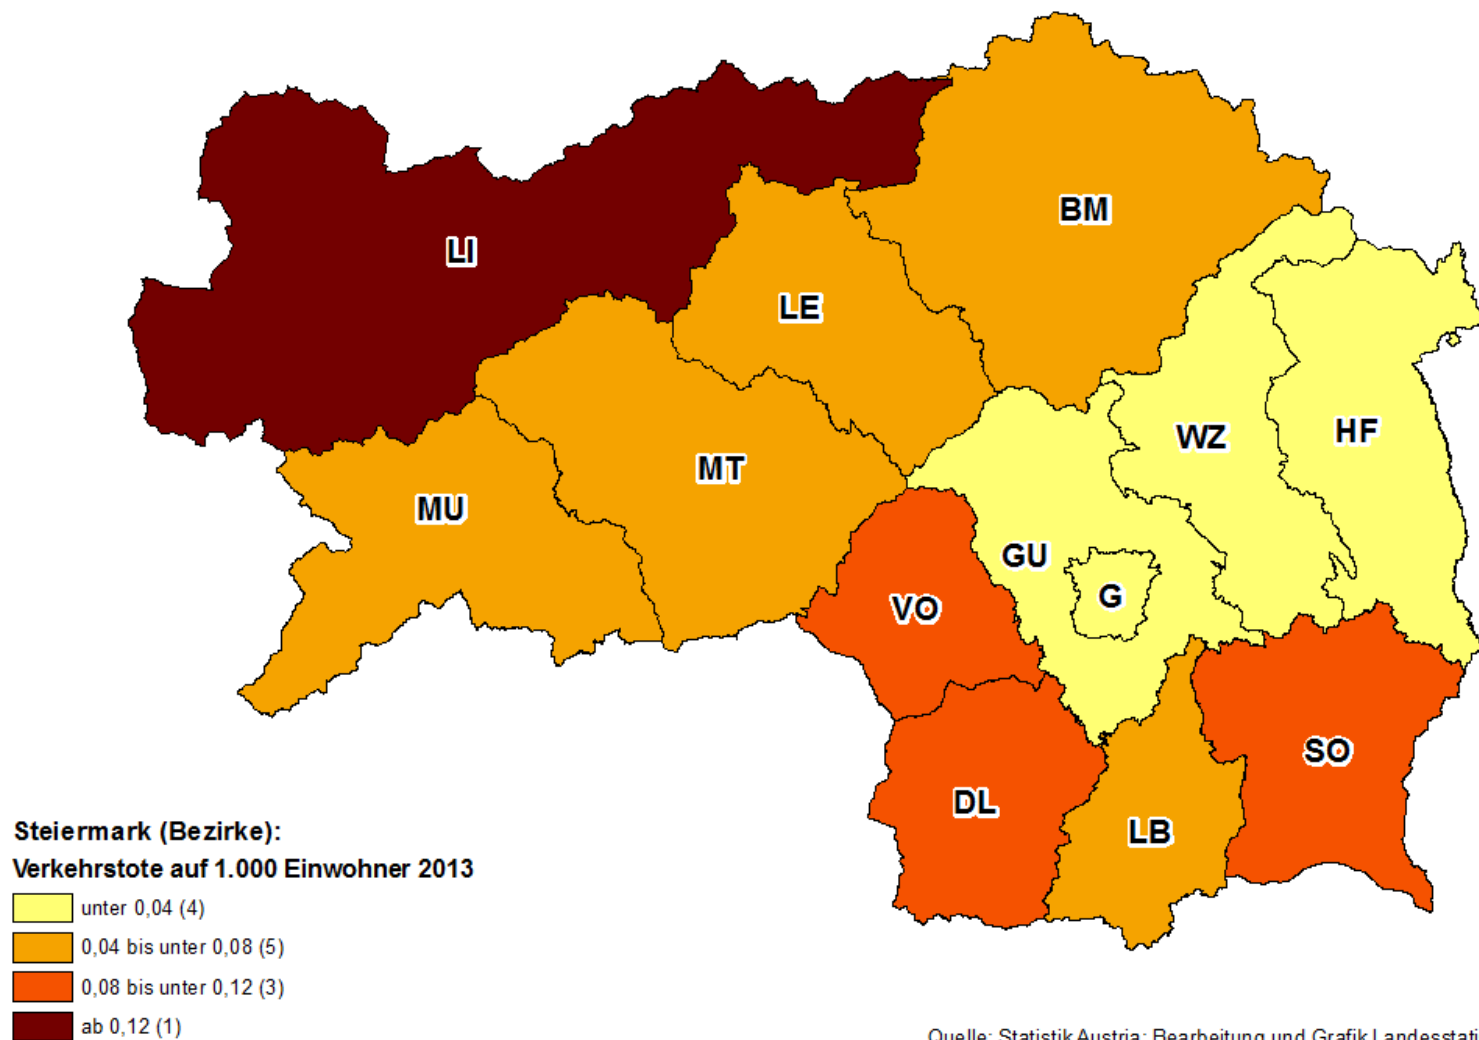 BM
LI
LE
HF
WZ
MT
MU
GU
G
VO
SO
DL
LB
Steiermark (Bezirke):
Verkehrstote auf 1.000 Einwohner 2013
unter 0,04 (4)
0,04 bis unter 0,08 (5)
0,08 bis unter 0,12 (3)
ab 0,12 (1)
Quelle: Statistik Austria; Bearbeitung und Grafik Landesstati